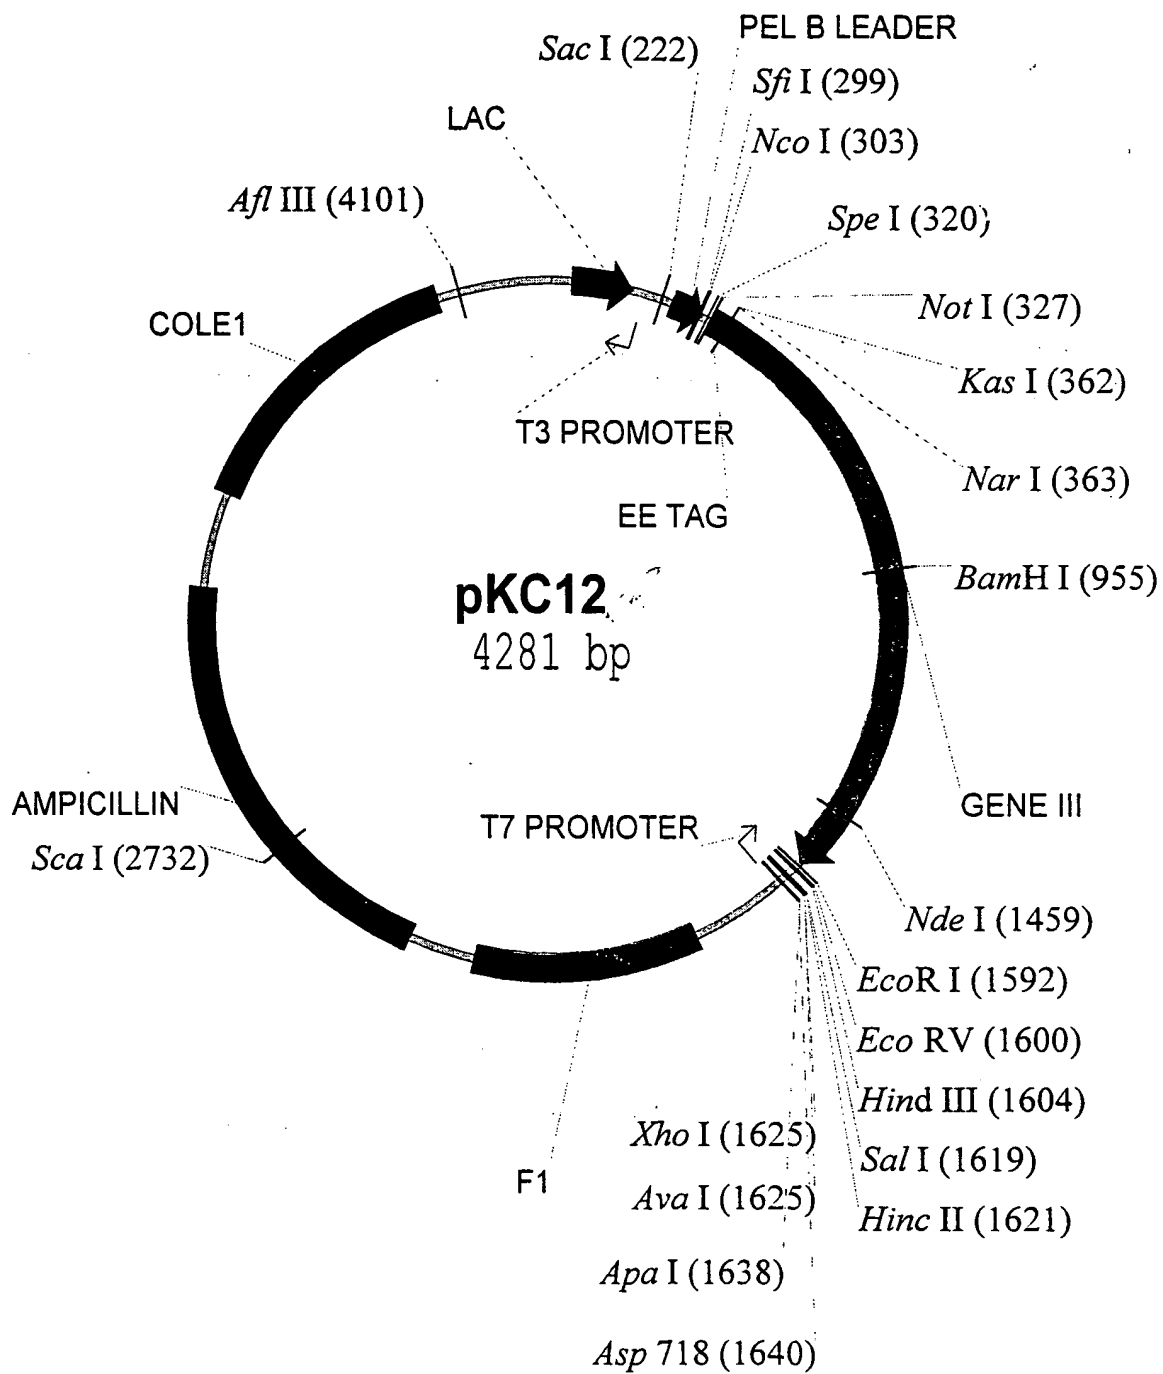 PEL B LEADER
Sac I (222)
Sfi I (299)
LAC
Nco I (303)
Afl III (4101)
Spe I (320)
Not I (327)
COLE1
Kas I (362)
T3 PROMOTER
Nar I (363)
EE TAG
BamH I (955)
pKC12
4281 bp
AMPICILLIN
GENE III
T7 PROMOTER
Sca I (2732)
Nde I (1459)
EcoR I (1592)
Eco RV (1600)
Hind III (1604)
Xho I (1625)
Sal I (1619)
F1
Ava I (1625)
Hinc II (1621)
Apa I (1638)
Asp 718 (1640)